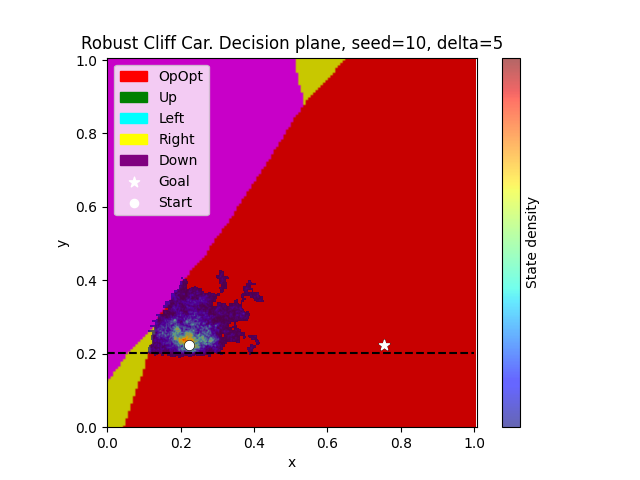 Robust Cliff Car. Decision plane, seed=10, delta=5
OpOpt
Up
Left
Right
Down
Goal
Start
1.0
0.8
0.6
0.4
0.2
0.0
y
0.0
0.2
0.4
0.6
0.8
1.0
x
State density